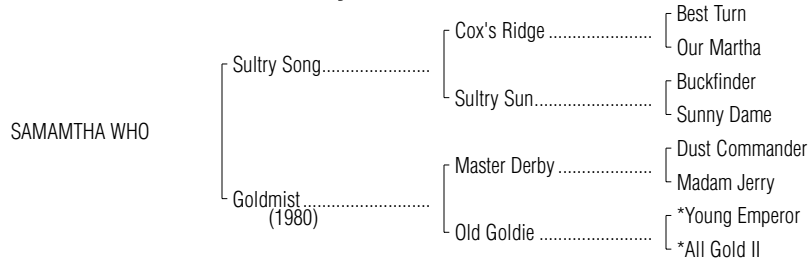 Best Turn
Cox's Ridge ........................
Our Martha
Sultry Song.........................
Buckfinder
Sultry Sun...........................
Sunny Dame
SAMAMTHA WHO
Dust Commander
Master Derby ......................
Madam Jerry
Goldmist.............................
(1980)
*Young Emperor
Old Goldie ..........................
*All Gold II